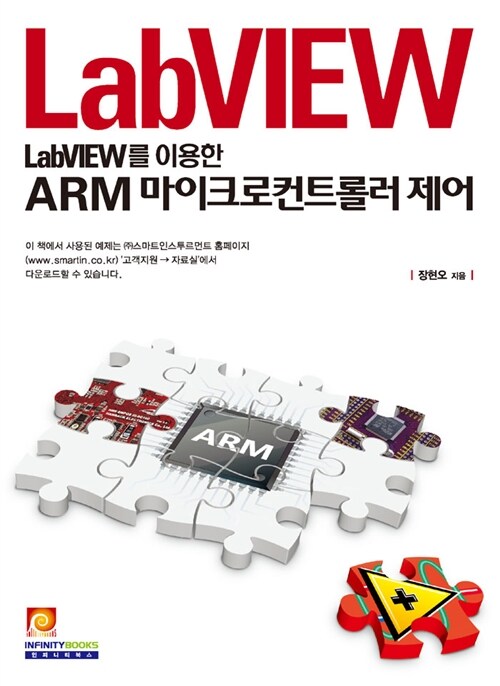 LabVIEW
LabVIEW를 이용한
ARM 마이크로컨트롤러 제어
이 책에서 사용된 예제는 ㈜스마트인스투르먼트 홈페이지
(www.smartin.co.kr) '고객지원 → 자료실'에서
다운로드할 수 있습니다.
| 장현오 지음 |
ARM
+
INFINITYBOOKS
인피니티북스